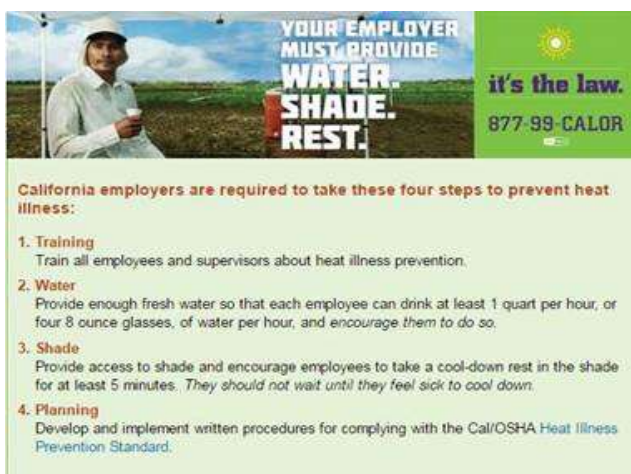 YOUR EMPLOYER
MUST PROVIDE
WATER.
SHADE.
REST.
it's the law.
877-99-CALOR
California employers are required to take these four steps to prevent heat
illness:
1. Training
Train all employees and supervisors about heat illness prevention.
2. Water
Provide enough fresh water so that each employee can drink at least 1 quart per hour, or
four 8 ounce glasses, of water per hour, and encourage them to do so.
3. Shade
Provide access to shade and encourage employees to take a cool-down rest in the shade
for at least 5 minutes. They should not wait until they feel sick to cool down.
4. Planning
Develop and implement written procedures for complying with the Cal/OSHA Heat Illness
Prevention Standard.